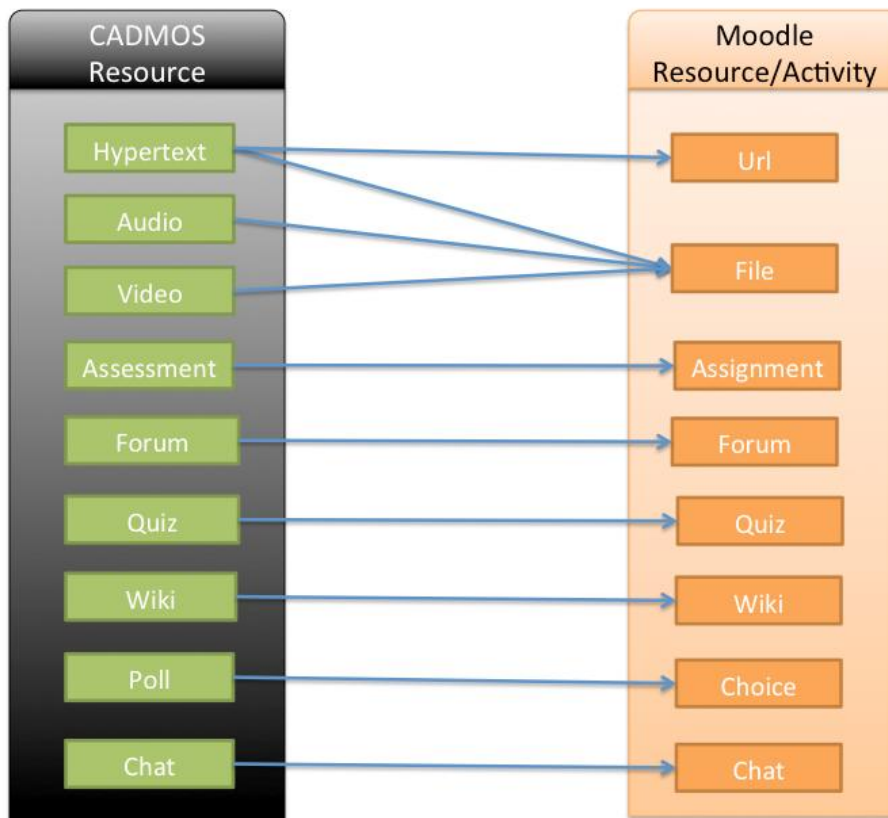 CADMOS
Resource
Hypertext
Audio
Video
Assessment
Forum
Quiz
Wiki
Poll
Chat
Moodle
Resource/Activity
Url
File
Assignment
Forum
Quiz
Wiki
Choice
Chat